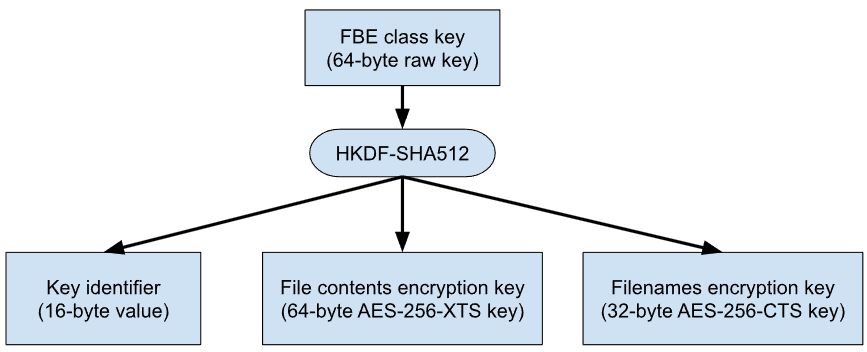 FBE class key
(64-byte raw key)
HKDF-SHA512
Key identifier
(16-byte value)
File contents encryption key
(64-byte AES-256-XTS key)
Filenames encryption key
(32-byte AES-256-CTS key)